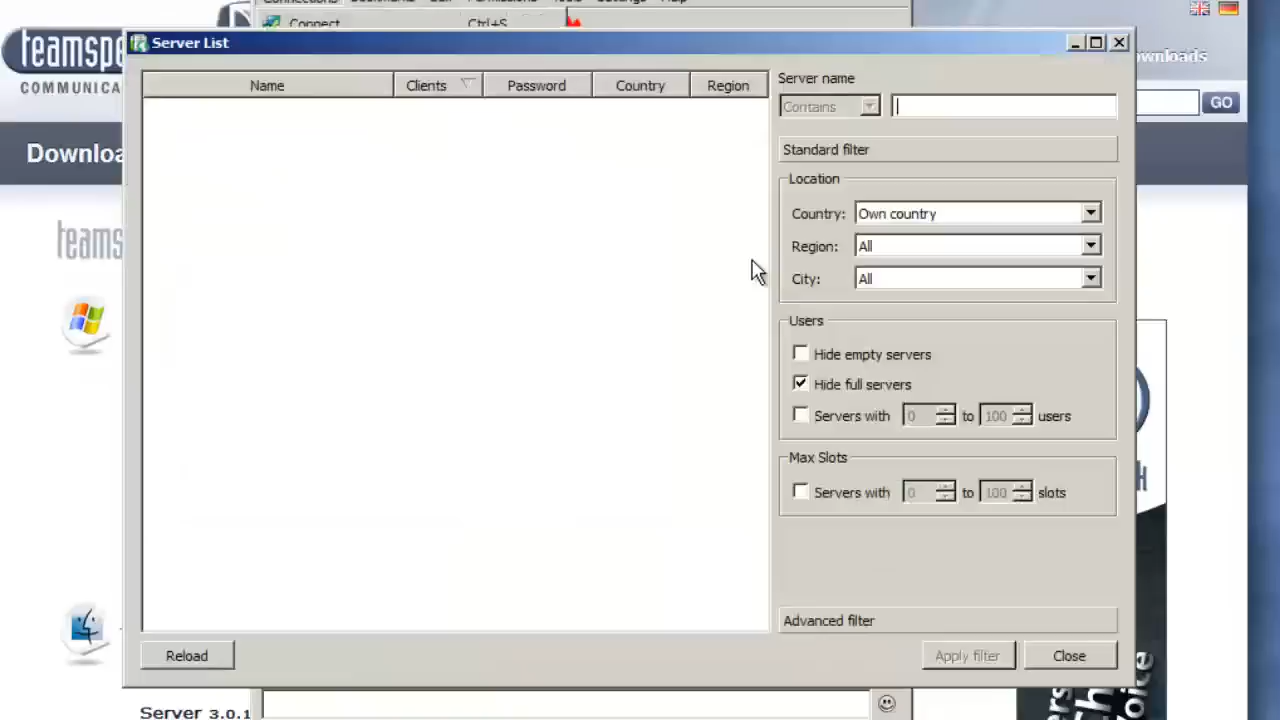 Connect Ctrl+S
Server List
teamspe
COMMUNICA
wnloads
GO
Downloa
teams
Name Clients Password Country Region
Server name
Contains
Standard filter
Location
Country: Own country
Region: All
City: All
Users
Hide empty servers
Hide full servers
Servers with 0 to 100 users
Max Slots
Servers with 0 to 100 slots
Advanced filter
Reload Apply filter Close
Server 3.0.1